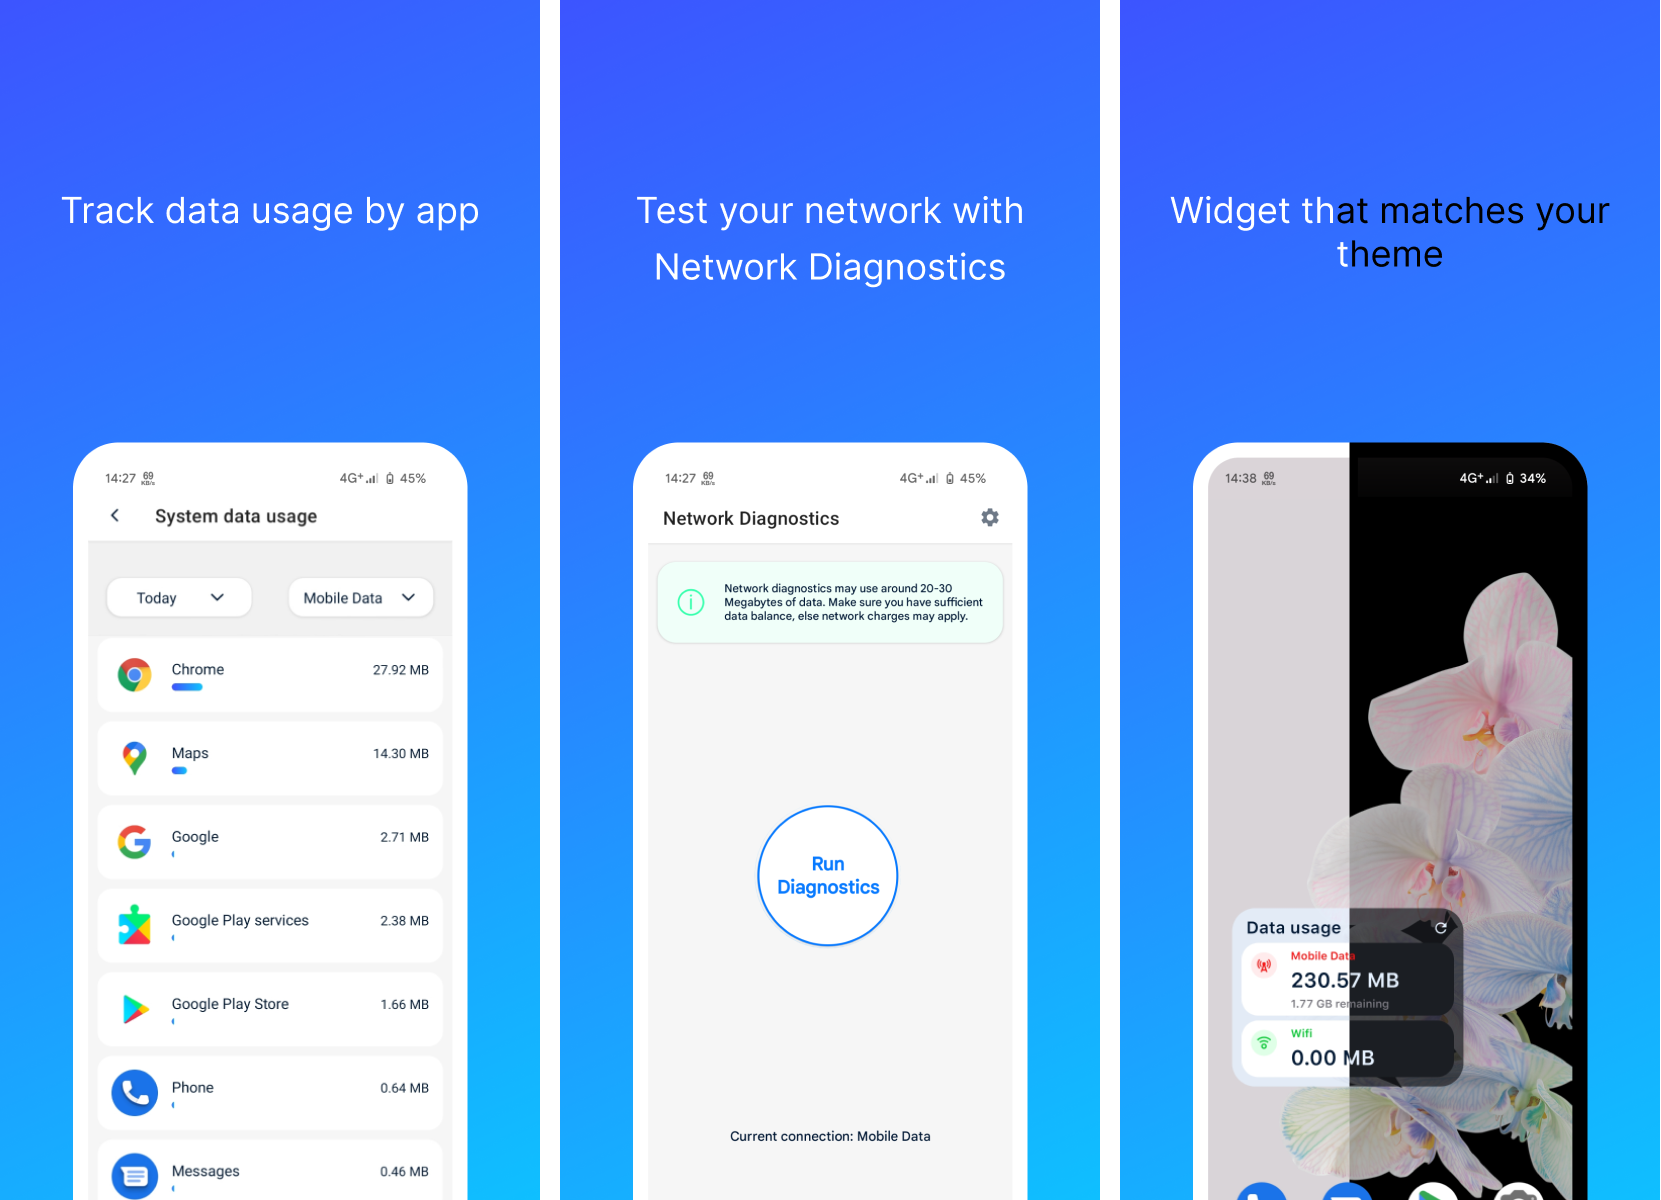 Track data usage by app
14:27 69 KB/s 4G+ 45%
System data usage
Today Mobile Data
Chrome 27.92 MB
Maps 14.30 MB
Google 2.71 MB
Google Play services 2.38 MB
Google Play Store 1.66 MB
Phone 0.64 MB
Messages 0.46 MB
Test your network with
Network Diagnostics
14:27 69 KB/s 4G+ 45%
Network Diagnostics
Network diagnostics may use around 20-30
Megabytes of data. Make sure you have sufficient
data balance, else network charges may apply.
Run
Diagnostics
Current connection: Mobile Data
Widget that matches your
theme
14:38 69 KB/s 4G+ 34%
Data usage
Mobile Data
230.57 MB
1.77 GB remaining
Wifi
0.00 MB